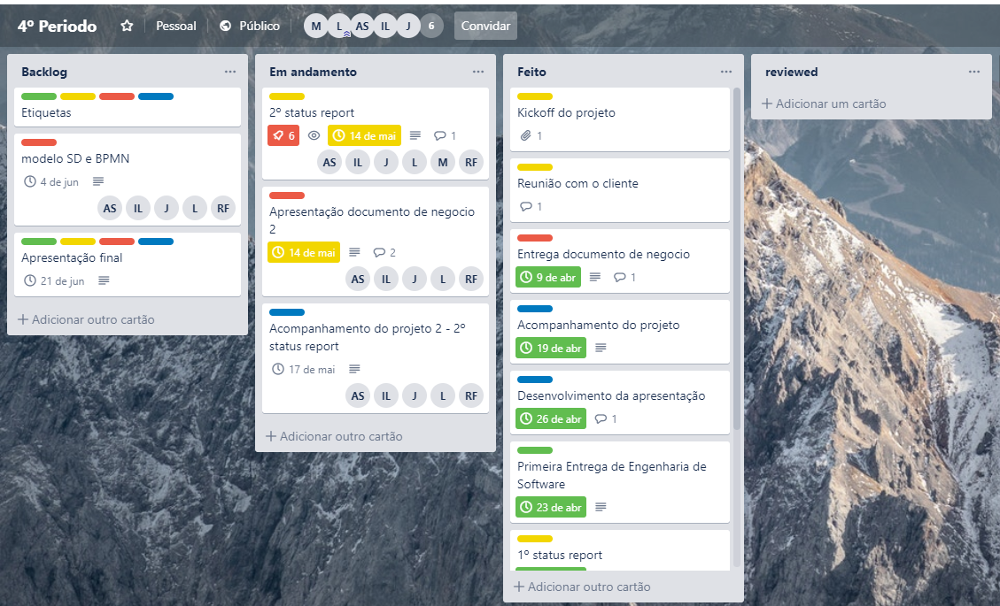 4º Periodo Pessoal Público M L AS IL J 6 Convidar
Backlog
Etiquetas
modelo SD e BPMN
4 de jun
AS IL J L RF
Apresentação final
21 de jun
Adicionar outro cartão
Em andamento
2º status report
6 14 de mai 1
AS IL J L M RF
Apresentação documento de negocio
2
14 de mai 2
AS IL J L RF
Acompanhamento do projeto 2 - 2º
status report
17 de mai
AS IL J L RF
Adicionar outro cartão
Feito
Kickoff do projeto
1
Reunião com o cliente
1
Entrega documento de negocio
9 de abr 1
Acompanhamento do projeto
19 de abr
Desenvolvimento da apresentação
26 de abr 1
Primeira Entrega de Engenharia de
Software
23 de abr
1º status report
Adicionar outro cartão
reviewed
Adicionar um cartão